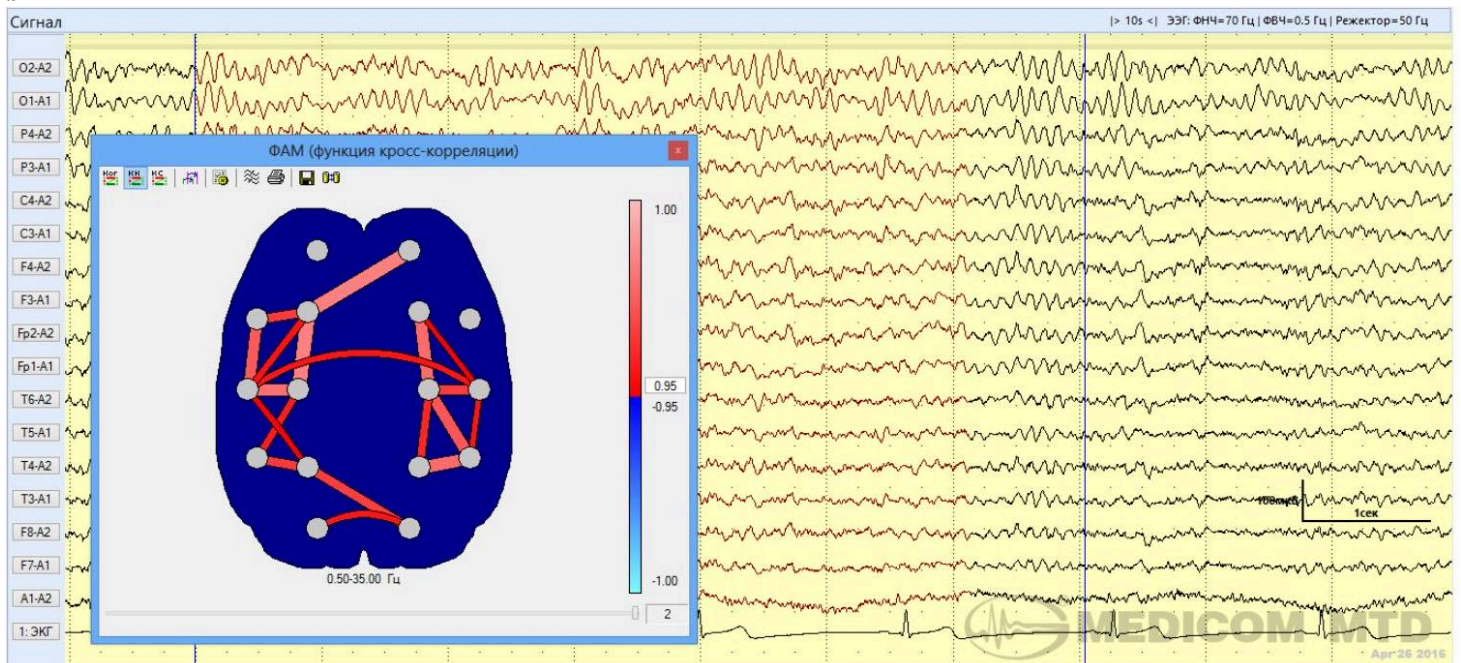 Сигнал
|> 10s <| ЭЭГ: ФНЧ=70 Гц | ФВЧ=0.5 Гц | Режектор=50 Гц
O2-A2
O1-A1
P4-A2
P3-A1
C4-A2
C3-A1
F4-A2
F3-A1
Fp2-A2
Fp1-A1
T6-A2
T5-A1
T4-A2
T3-A1
F8-A2
F7-A1
A1-A2
1: ЭКГ
ФАМ (функция кросс-корреляции)
x
Ког КК КС
1.00
0.95
-0.95
-1.00
0.50-35.00 Гц
2
1сек
MEDICOM MTD
Apr 26 2016